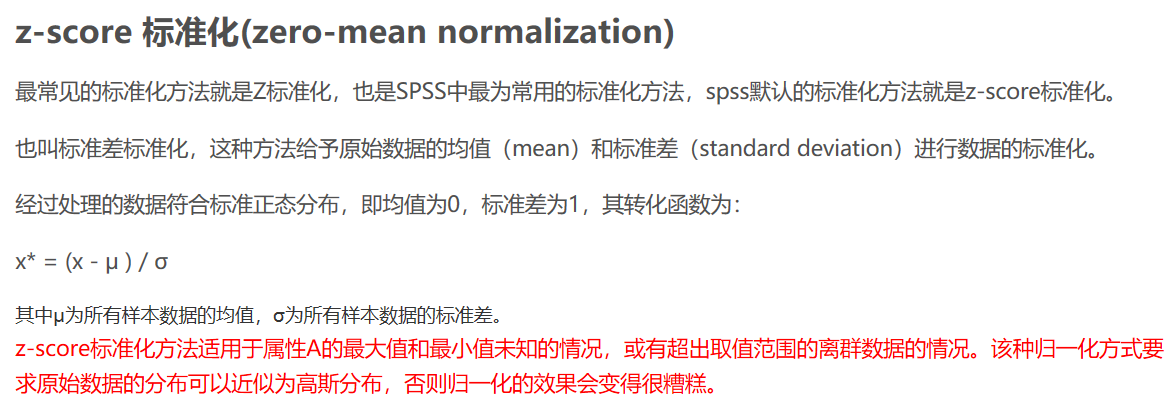 z-score 标准化(zero-mean normalization)
最常见的标准化方法就是Z标准化，也是SPSS中最为常用的标准化方法，spss默认的标准化方法就是z-score标准化。
也叫标准差标准化，这种方法给予原始数据的均值（mean）和标准差（standard deviation）进行数据的标准化。
经过处理的数据符合标准正态分布，即均值为0，标准差为1，其转化函数为：
x* = (x - μ ) / σ
其中μ为所有样本数据的均值，σ为所有样本数据的标准差。
z-score标准化方法适用于属性A的最大值和最小值未知的情况，或有超出取值范围的离群数据的情况。该种归一化方式要
求原始数据的分布可以近似为高斯分布，否则归一化的效果会变得很糟糕。